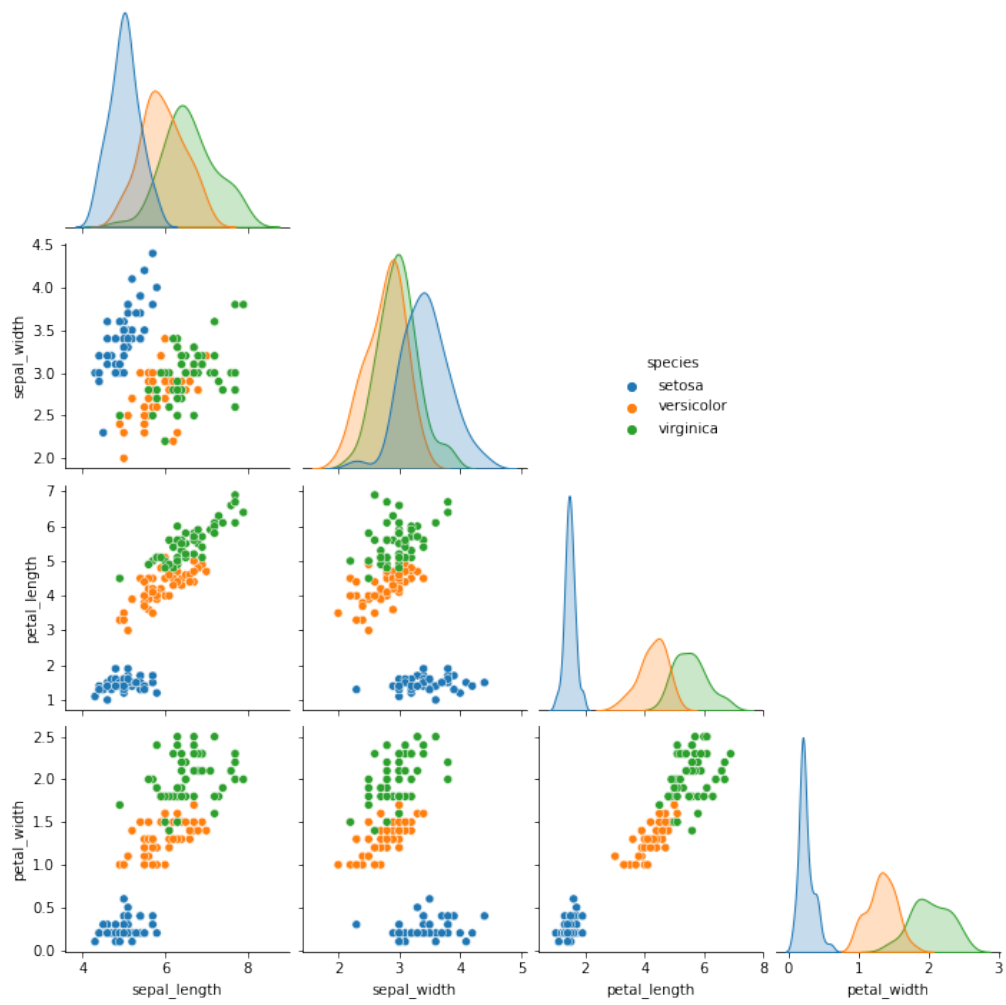 4.5
4.0
3.5
3.0
2.5
2.0
sepal_width
species
setosa
versicolor
virginica
7
6
5
4
3
2
1
petal_length
2.5
2.0
1.5
1.0
0.5
0.0
petal_width
4 6 8
2 3 4 5
2 4 6 8
0 1 2 3
sepal_length
sepal_width
petal_length
petal_width